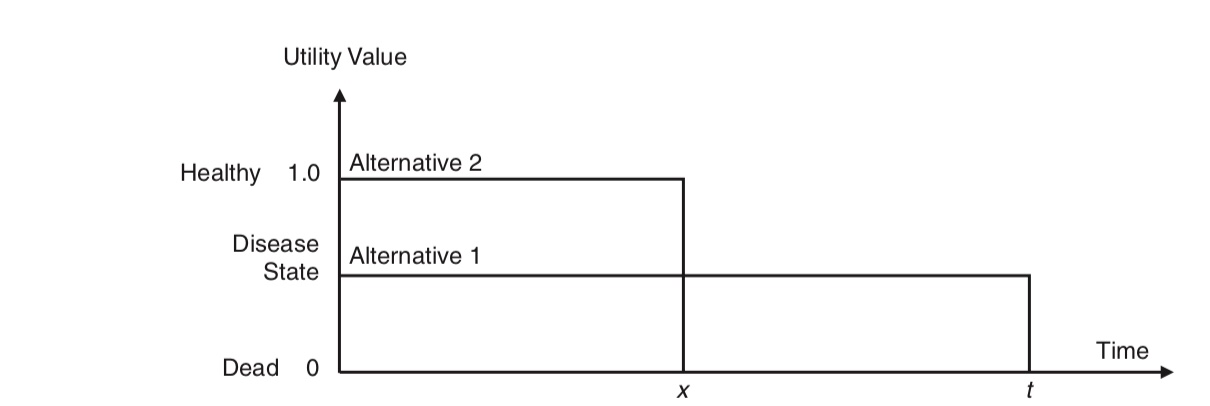 Utility Value
Alternative 2
Healthy 1.0
Disease
State
Alternative 1
Dead 0
Time
x
t